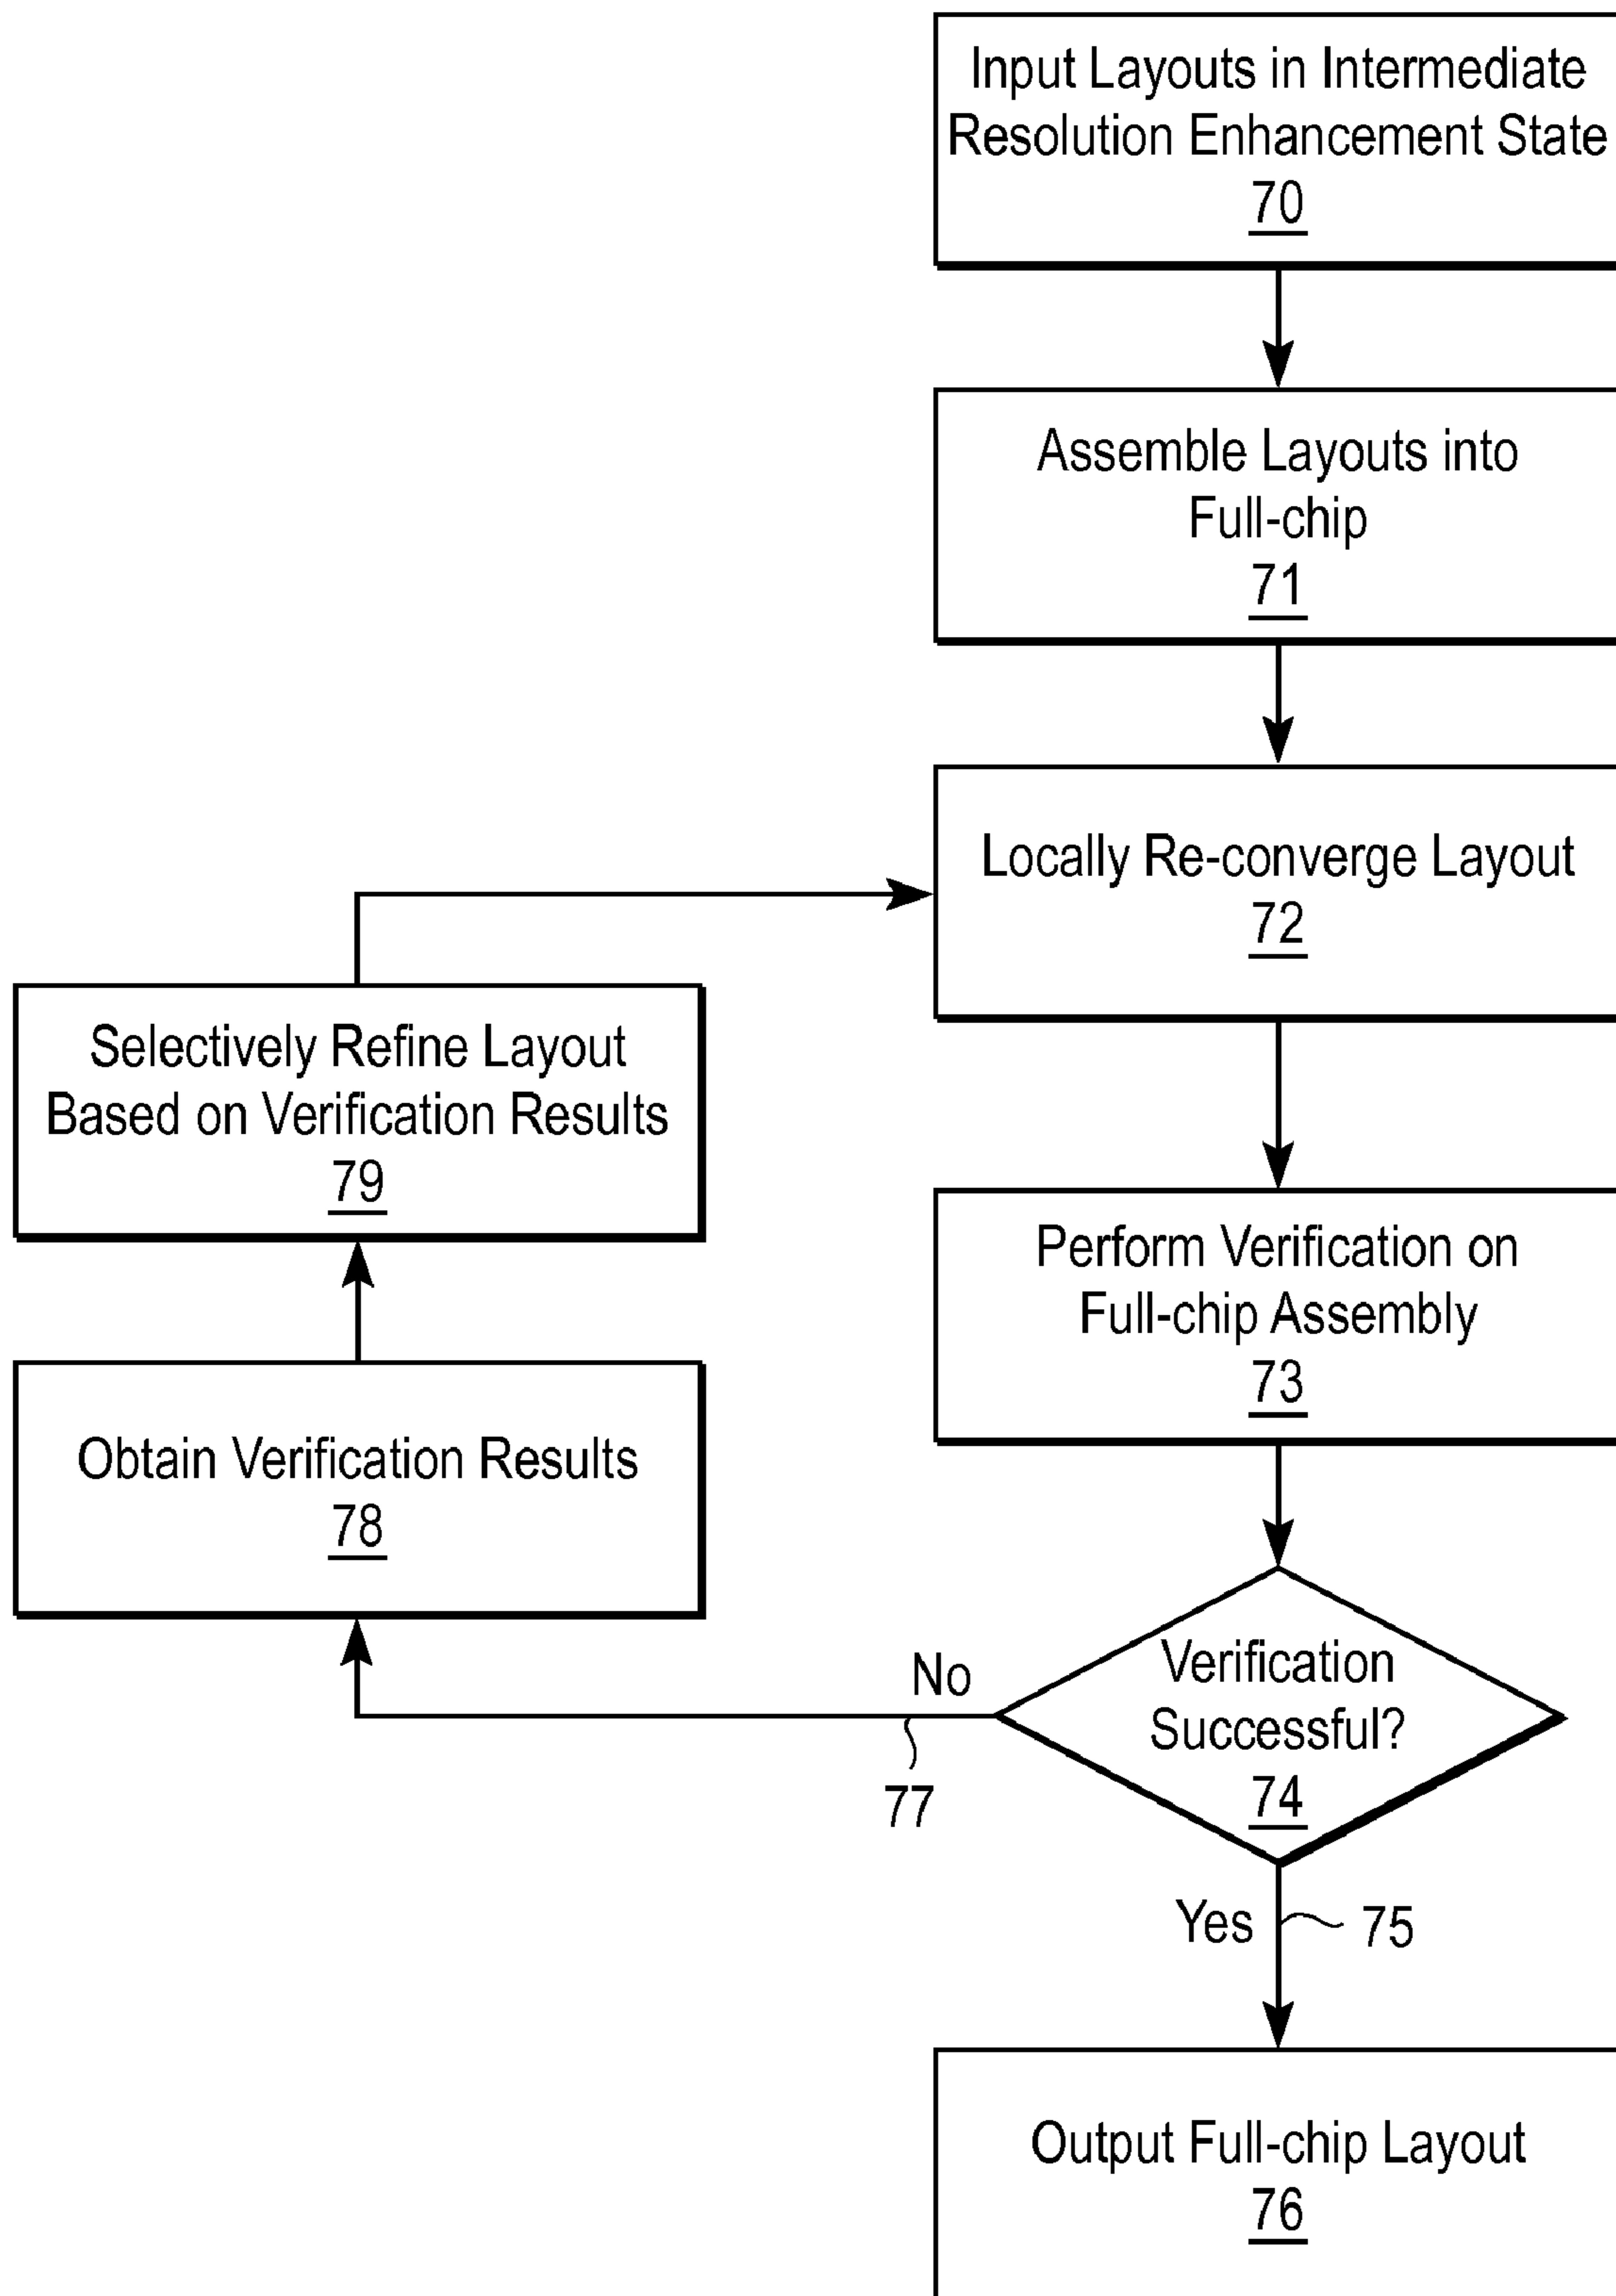 Input Layouts in Intermediate
Resolution Enhancement State
70
Assemble Layouts into
Full-chip
71
Locally Re-converge Layout
72
Selectively Refine Layout
Based on Verification Results
79
Perform Verification on
Full-chip Assembly
73
Obtain Verification Results
78
Verification
Successful?
74
No
77
Yes
75
Output Full-chip Layout
76